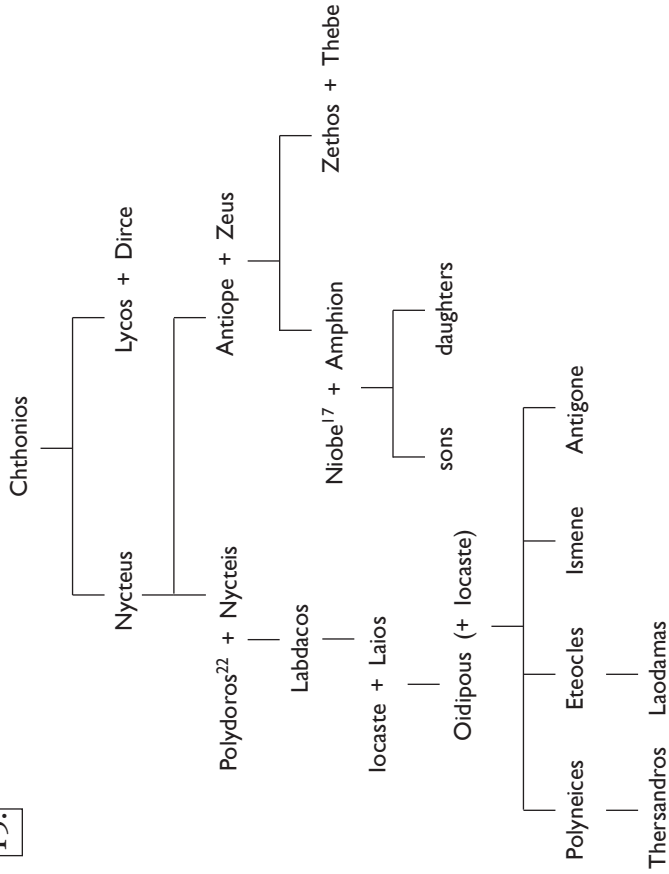 19.
Chthonios
Nycteus
Lycos + Dirce
Polydoros²² + Nycteis
Antiope + Zeus
Labdacos
Niobe¹⁷ + Amphion
Zethos + Thebe
Iocaste + Laios
sons
daughters
Oidipous (+ Iocaste)
Polyneices
Eteocles
Ismene
Antigone
Thersandros
Laodamas